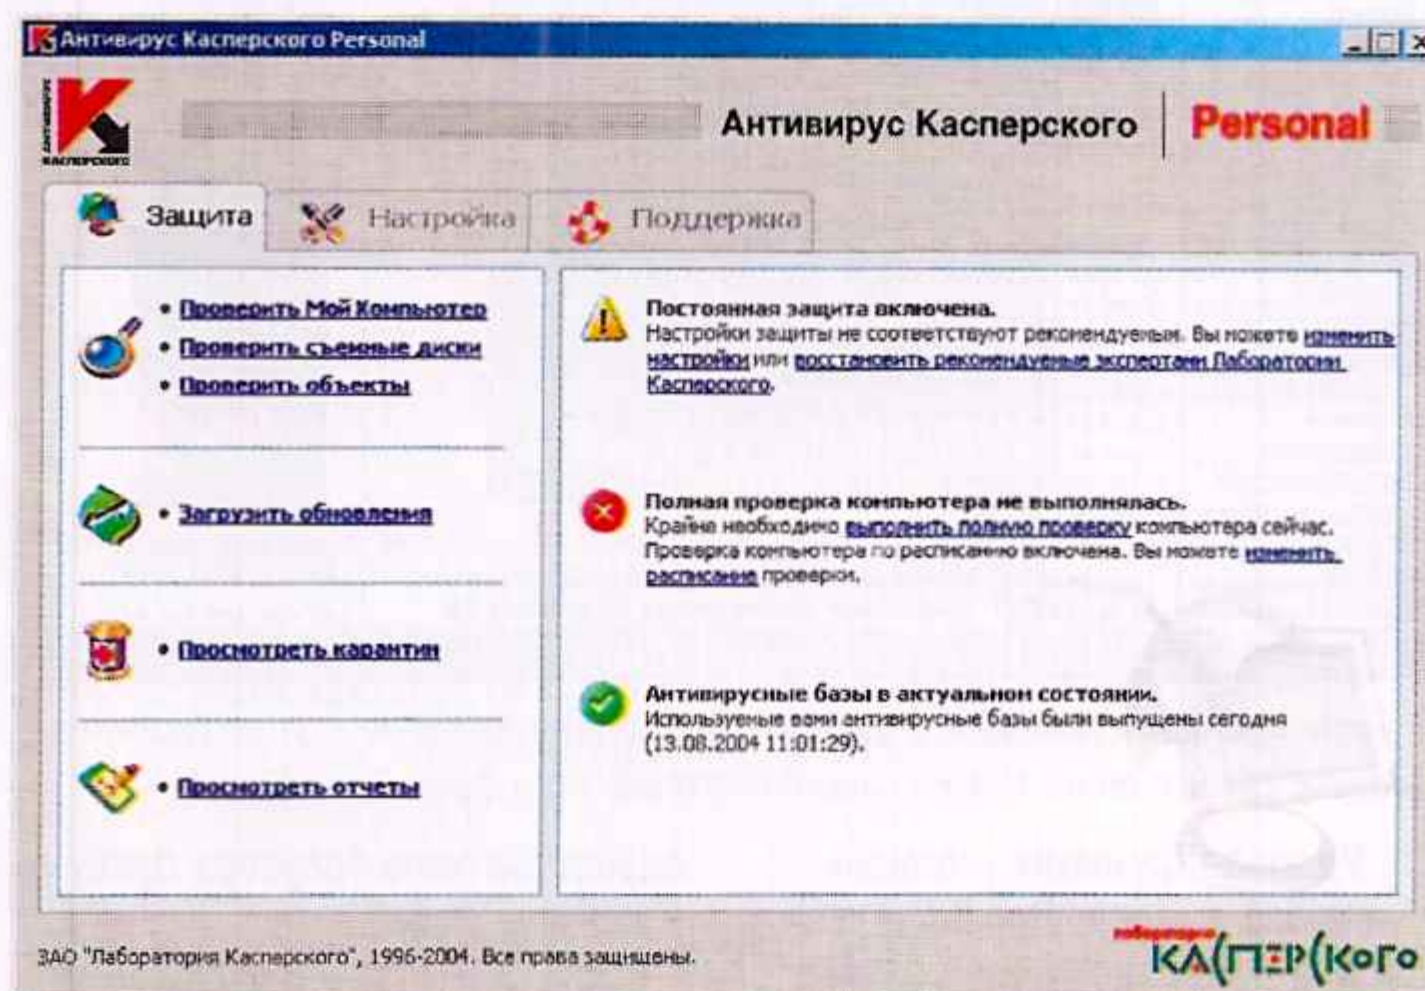 Антивирус Касперского Personal
АНТИВИРУС
КАСПЕРСКОГО
Антивирус Касперского
Personal
Защита
Настройка
Поддержка
• Проверить Мой Компьютер
• Проверить съемные диски
• Проверить объекты
• Загрузить обновления
• Просмотреть карантин
• Просмотреть отчеты
Постоянная защита включена.
Настройки защиты не соответствуют рекомендуемым. Вы можете изменить
настройки или восстановить рекомендуемые экспертами Лаборатории
Касперского.
Полная проверка компьютера не выполнялась.
Крайне необходимо выполнить полную проверку компьютера сейчас.
Проверка компьютера по расписанию включена. Вы можете изменить
расписание проверки.
Антивирусные базы в актуальном состоянии.
Используемые вами антивирусные базы были выпущены сегодня
(13.08.2004 11:01:29).
ЗАО "Лаборатория Касперского", 1996-2004. Все права защищены.
лаборатория
КАСПЕРСКОГО